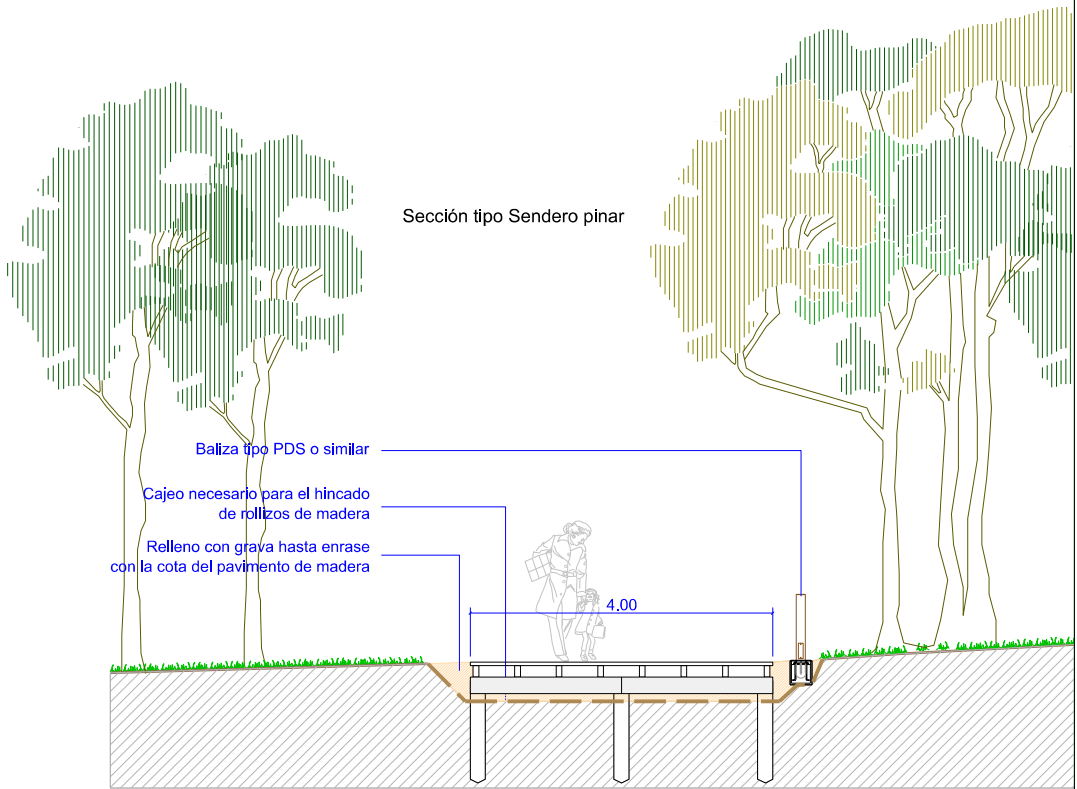 Sección tipo Sendero pinar
Baliza tipo PDS o similar
Cajeo necesario para el hincado
de rollizos de madera
Relleno con grava hasta enrase
con la cota del pavimento de madera
4.00